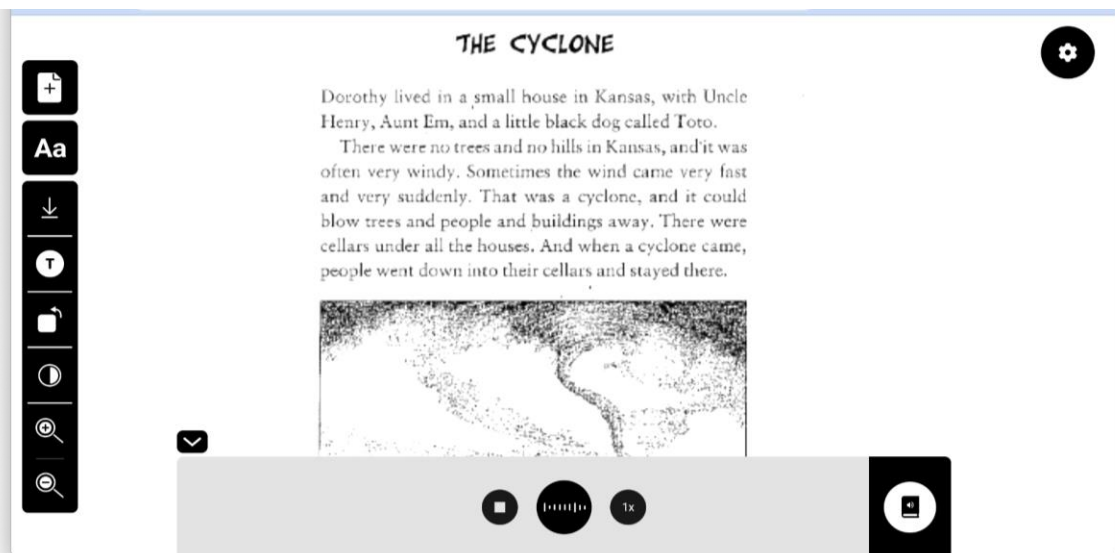 THE CYCLONE
Dorothy lived in a small house in Kansas, with Uncle
Henry, Aunt Em, and a little black dog called Toto.
There were no trees and no hills in Kansas, and it was
often very windy. Sometimes the wind came very fast
and very suddenly. That was a cyclone, and it could
blow trees and people and buildings away. There were
cellars under all the houses. And when a cyclone came,
people went down into their cellars and stayed there.
Aa
T
1x